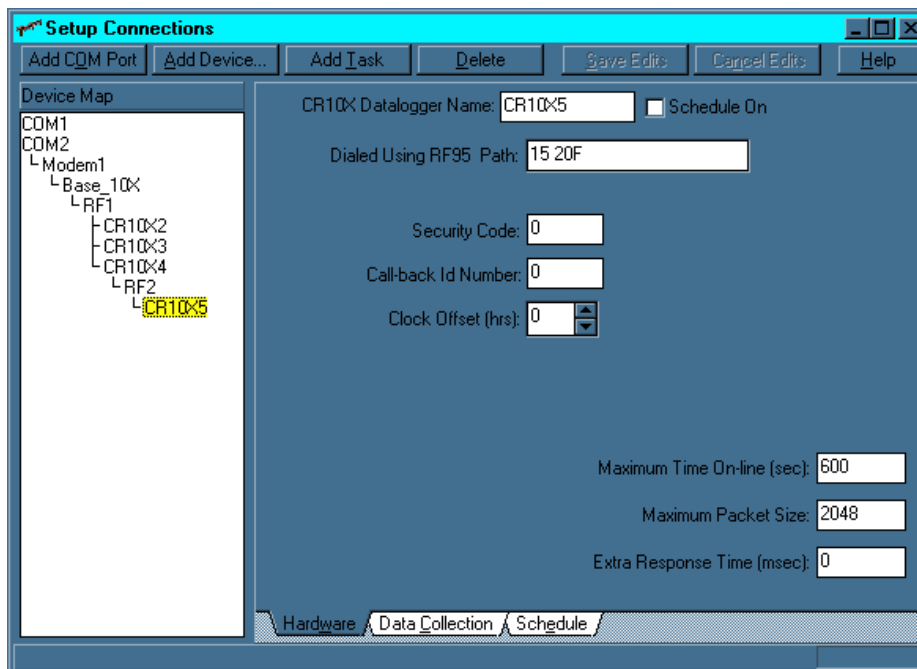 Setup Connections
Add COM Port Add Device... Add Task Delete Save Edits Cancel Edits Help
Device Map
COM1
COM2
Modem1
Base_10X
RF1
CR10X2
CR10X3
CR10X4
RF2
CR10X5
CR10X Datalogger Name: CR10X5 Schedule On
Dialed Using RF95 Path: 15 20F
Security Code: 0
Call-back Id Number: 0
Clock Offset (hrs): 0
Maximum Time On-line (sec): 600
Maximum Packet Size: 2048
Extra Response Time (msec): 0
Hardware Data Collection Schedule